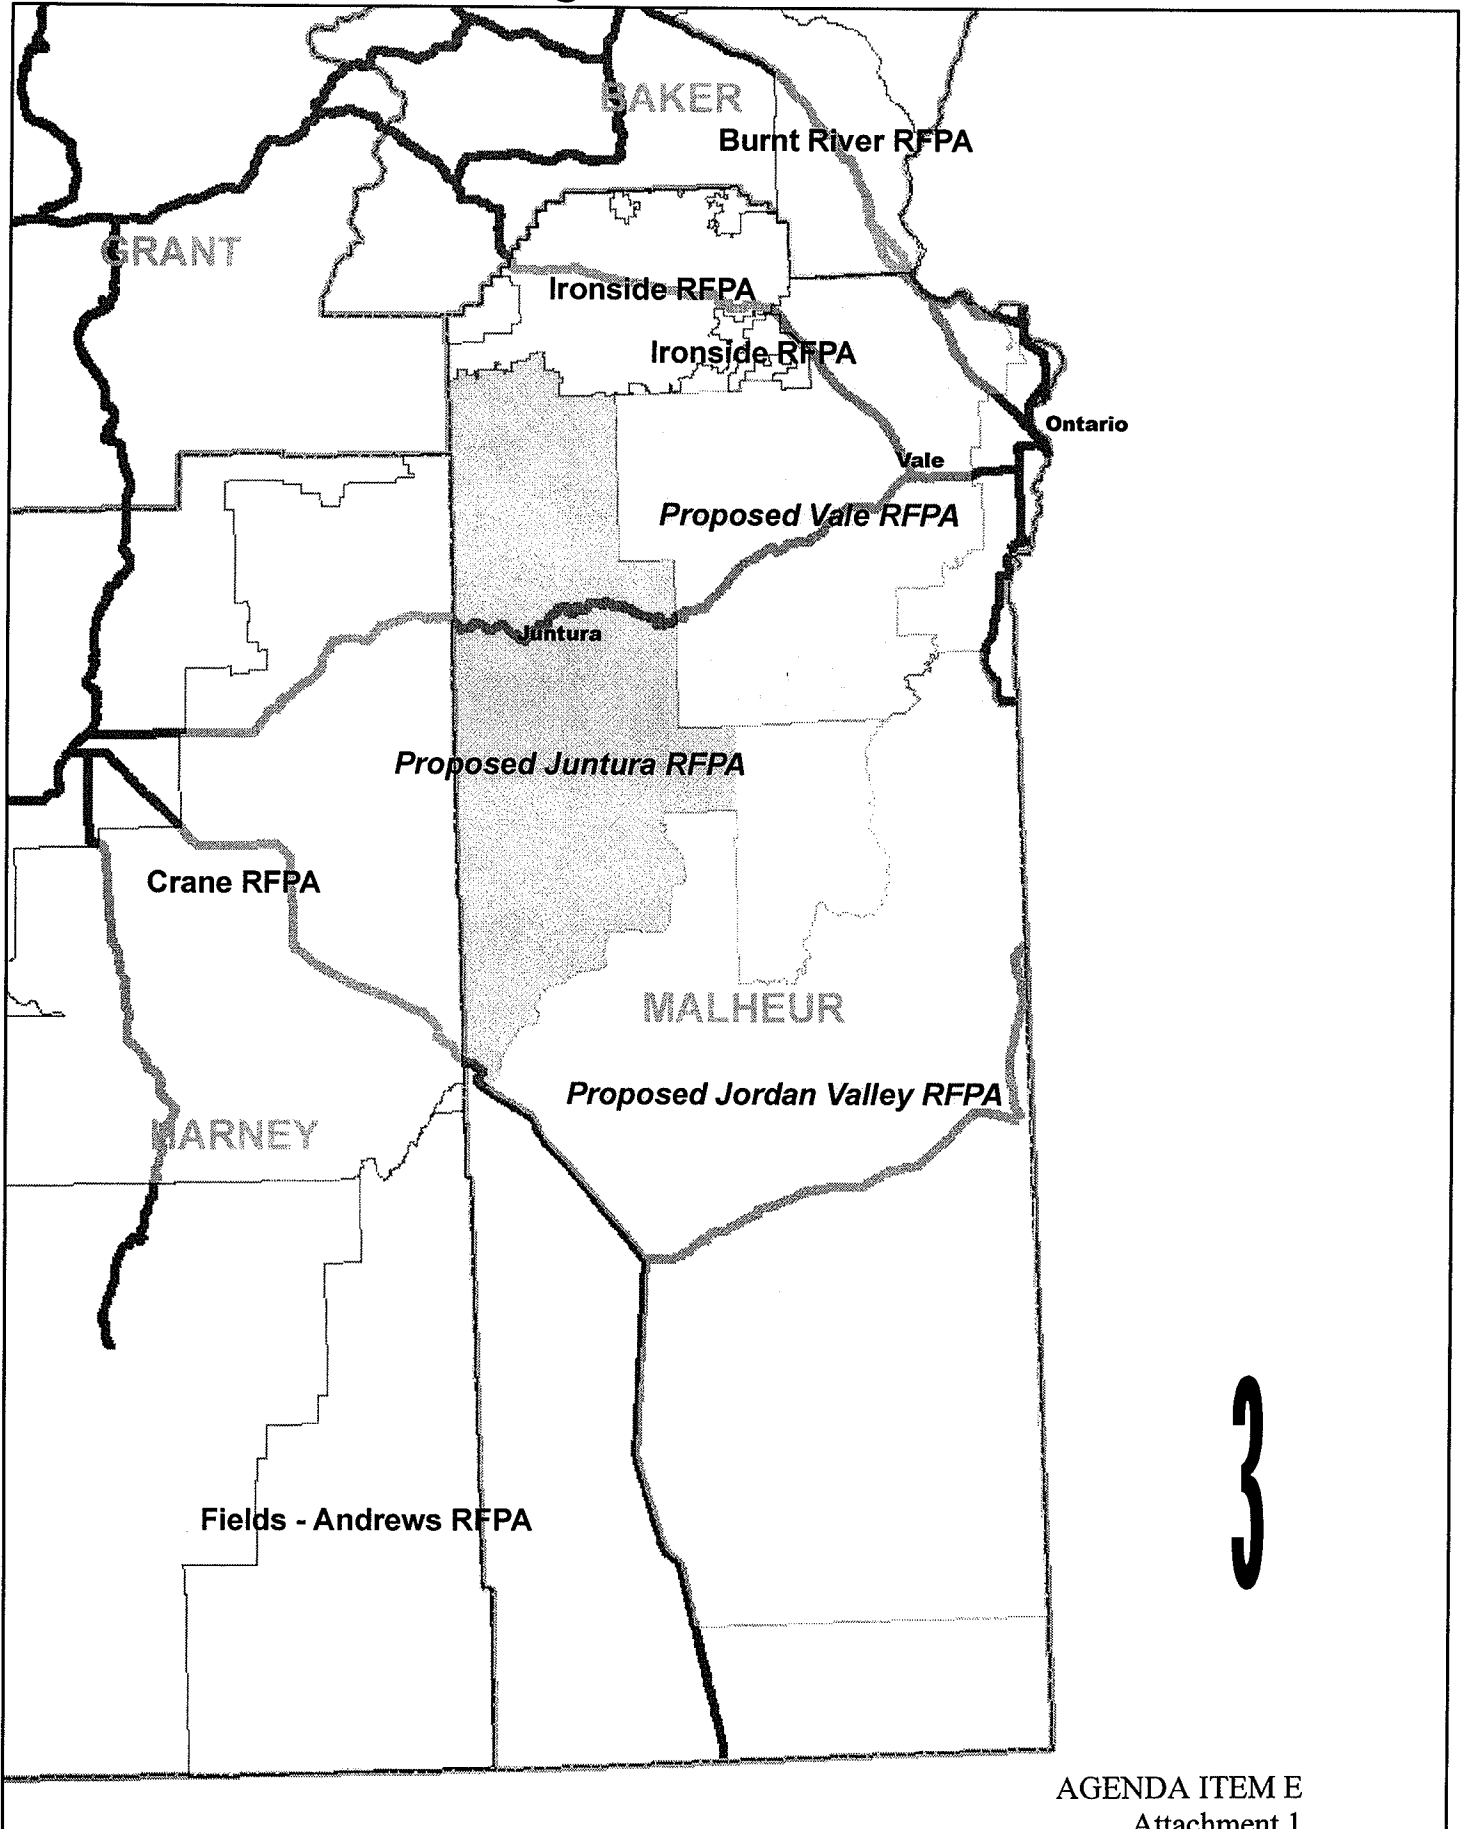 BAKER
Burnt River RFPA
GRANT
Ironside RFPA
Ironside RFPA
Ontario
Vale
Proposed Vale RFPA
Juntura
Proposed Juntura RFPA
Crane RFPA
MALHEUR
Proposed Jordan Valley RFPA
HARNEY
3
Fields - Andrews RFPA
AGENDA ITEM E
Attachment 1